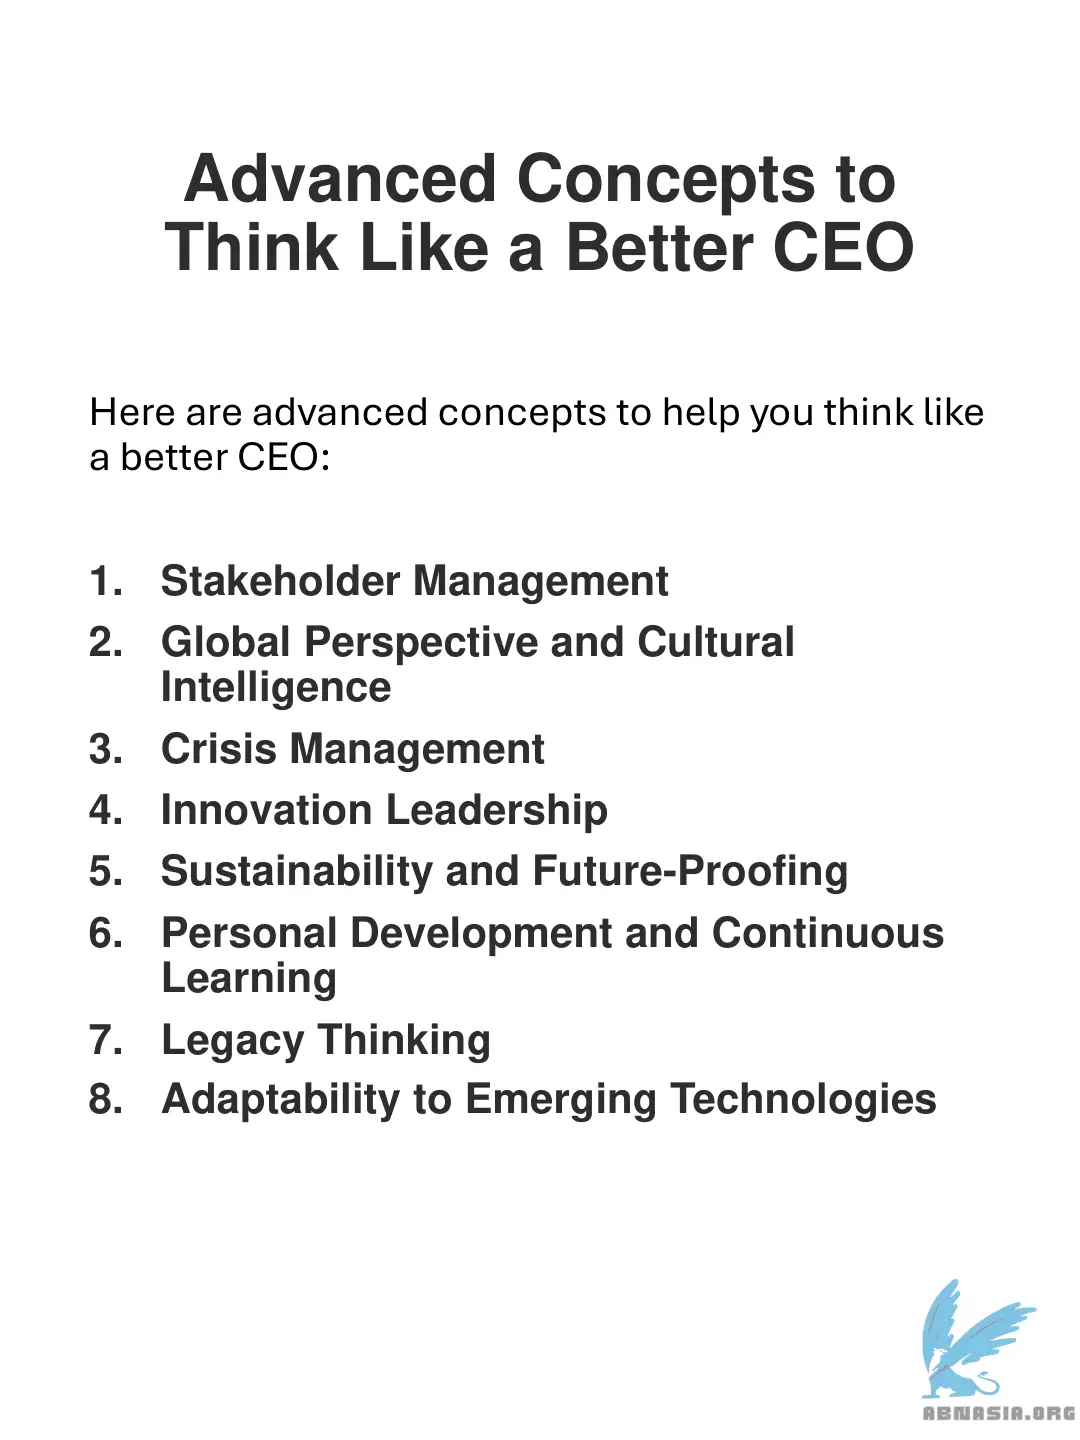 Advanced Concepts to
Think Like a Better CEO
Here are advanced concepts to help you think like
a better CEO:
1. Stakeholder Management
2. Global Perspective and Cultural
Intelligence
3. Crisis Management
4. Innovation Leadership
5. Sustainability and Future-Proofing
6. Personal Development and Continuous
Learning
7. Legacy Thinking
8. Adaptability to Emerging Technologies
ABNASIA.ORG